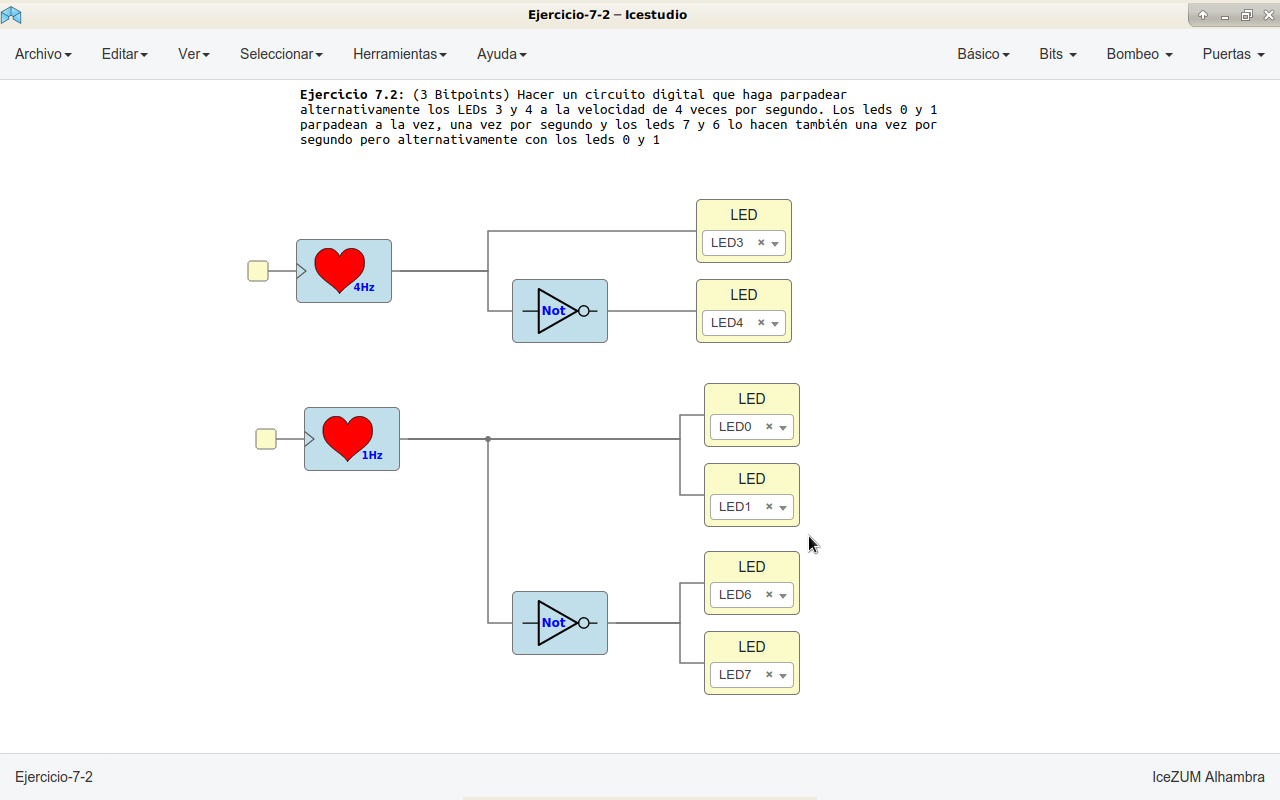 Ejercicio-7-2 – Icestudio
Archivo Editar Ver Seleccionar Herramientas Ayuda Básico Bits Bombeo Puertas
Ejercicio 7.2: (3 Bitpoints) Hacer un circuito digital que haga parpadear
alternativamente los LEDs 3 y 4 a la velocidad de 4 veces por segundo. Los leds 0 y 1
parpadean a la vez, una vez por segundo y los leds 7 y 6 lo hacen también una vez por
segundo pero alternativamente con los leds 0 y 1
LED
LED3
4Hz
LED
Not
LED4
LED
LED0
1Hz
LED
LED1
LED
LED6
Not
LED
LED7
Ejercicio-7-2 IceZUM Alhambra